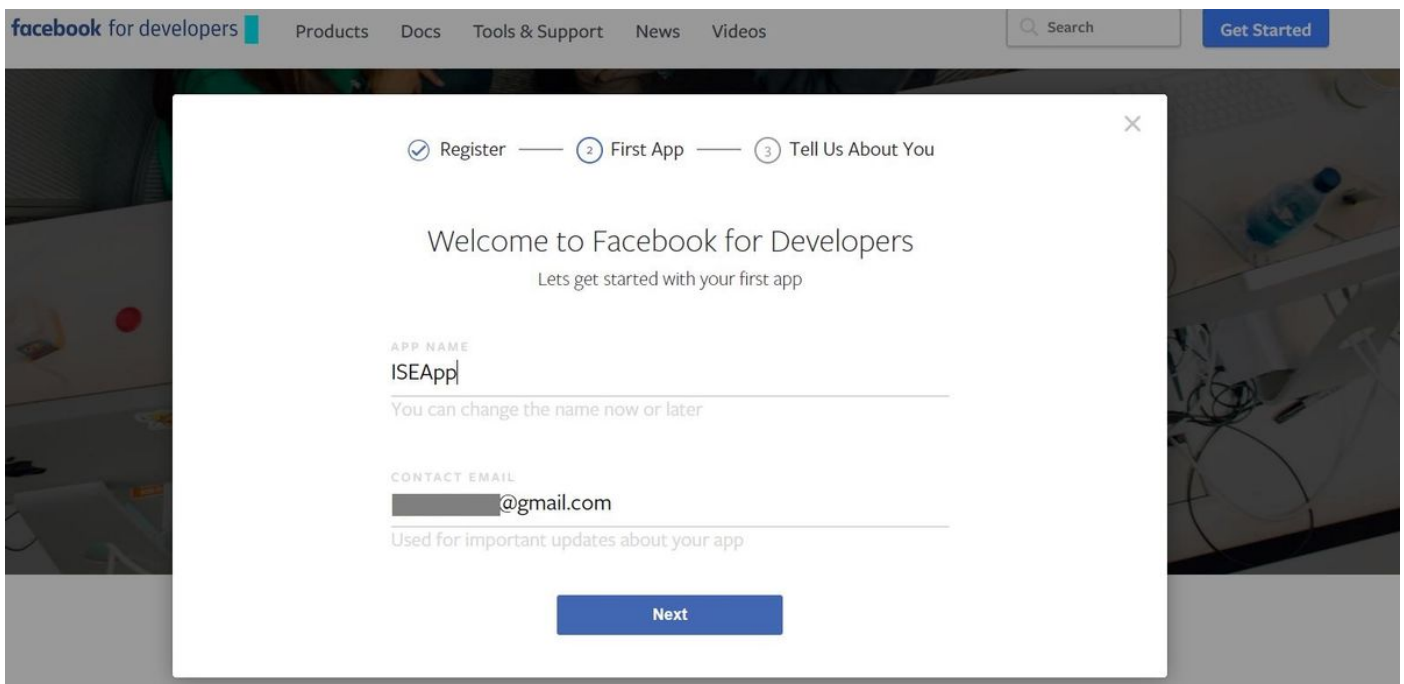 facebook for developers Products Docs Tools & Support News Videos Search Get Started
Register 2 First App 3 Tell Us About You
Welcome to Facebook for Developers
Lets get started with your first app
APP NAME
ISEApp
You can change the name now or later
CONTACT EMAIL
@gmail.com
Used for important updates about your app
Next